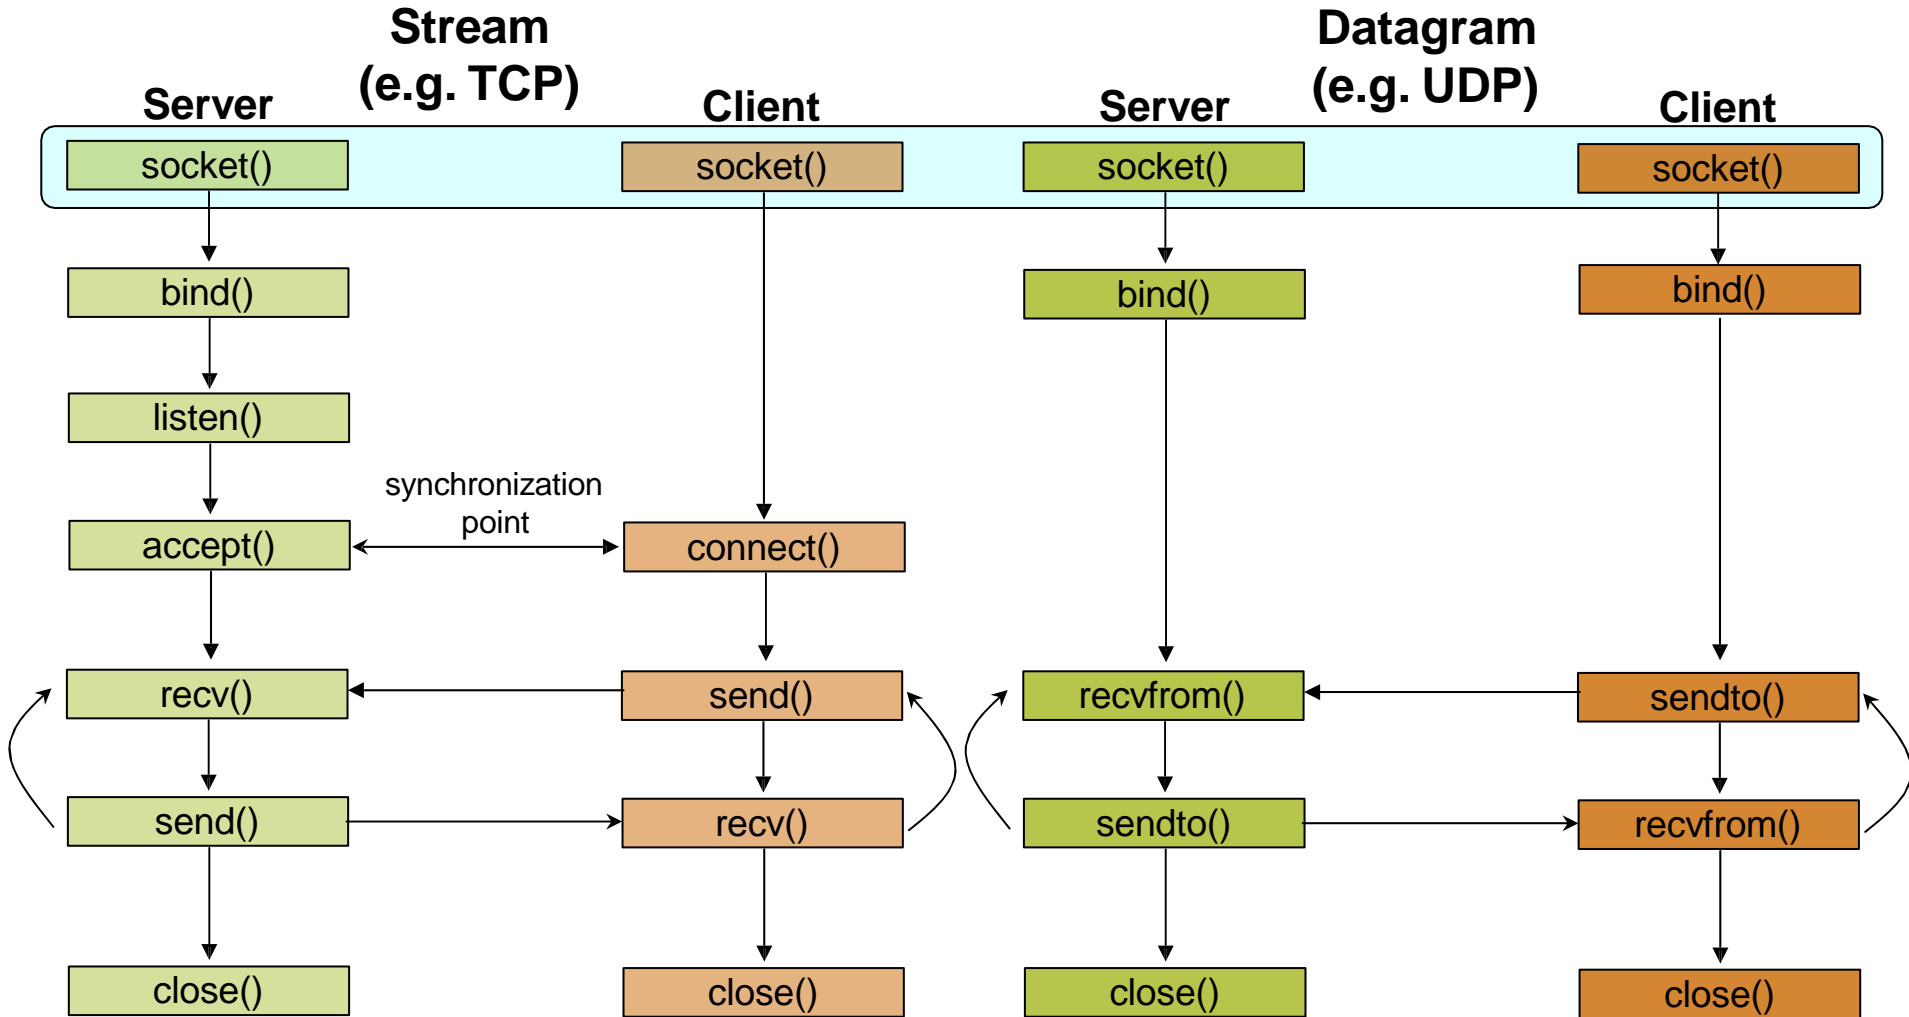 Stream
(e.g. TCP)
Datagram
(e.g. UDP)
Server
Client
Server
Client
socket()
socket()
socket()
socket()
bind()
bind()
bind()
listen()
synchronization
point
accept()
connect()
recv()
send()
recvfrom()
sendto()
send()
recv()
sendto()
recvfrom()
close()
close()
close()
close()